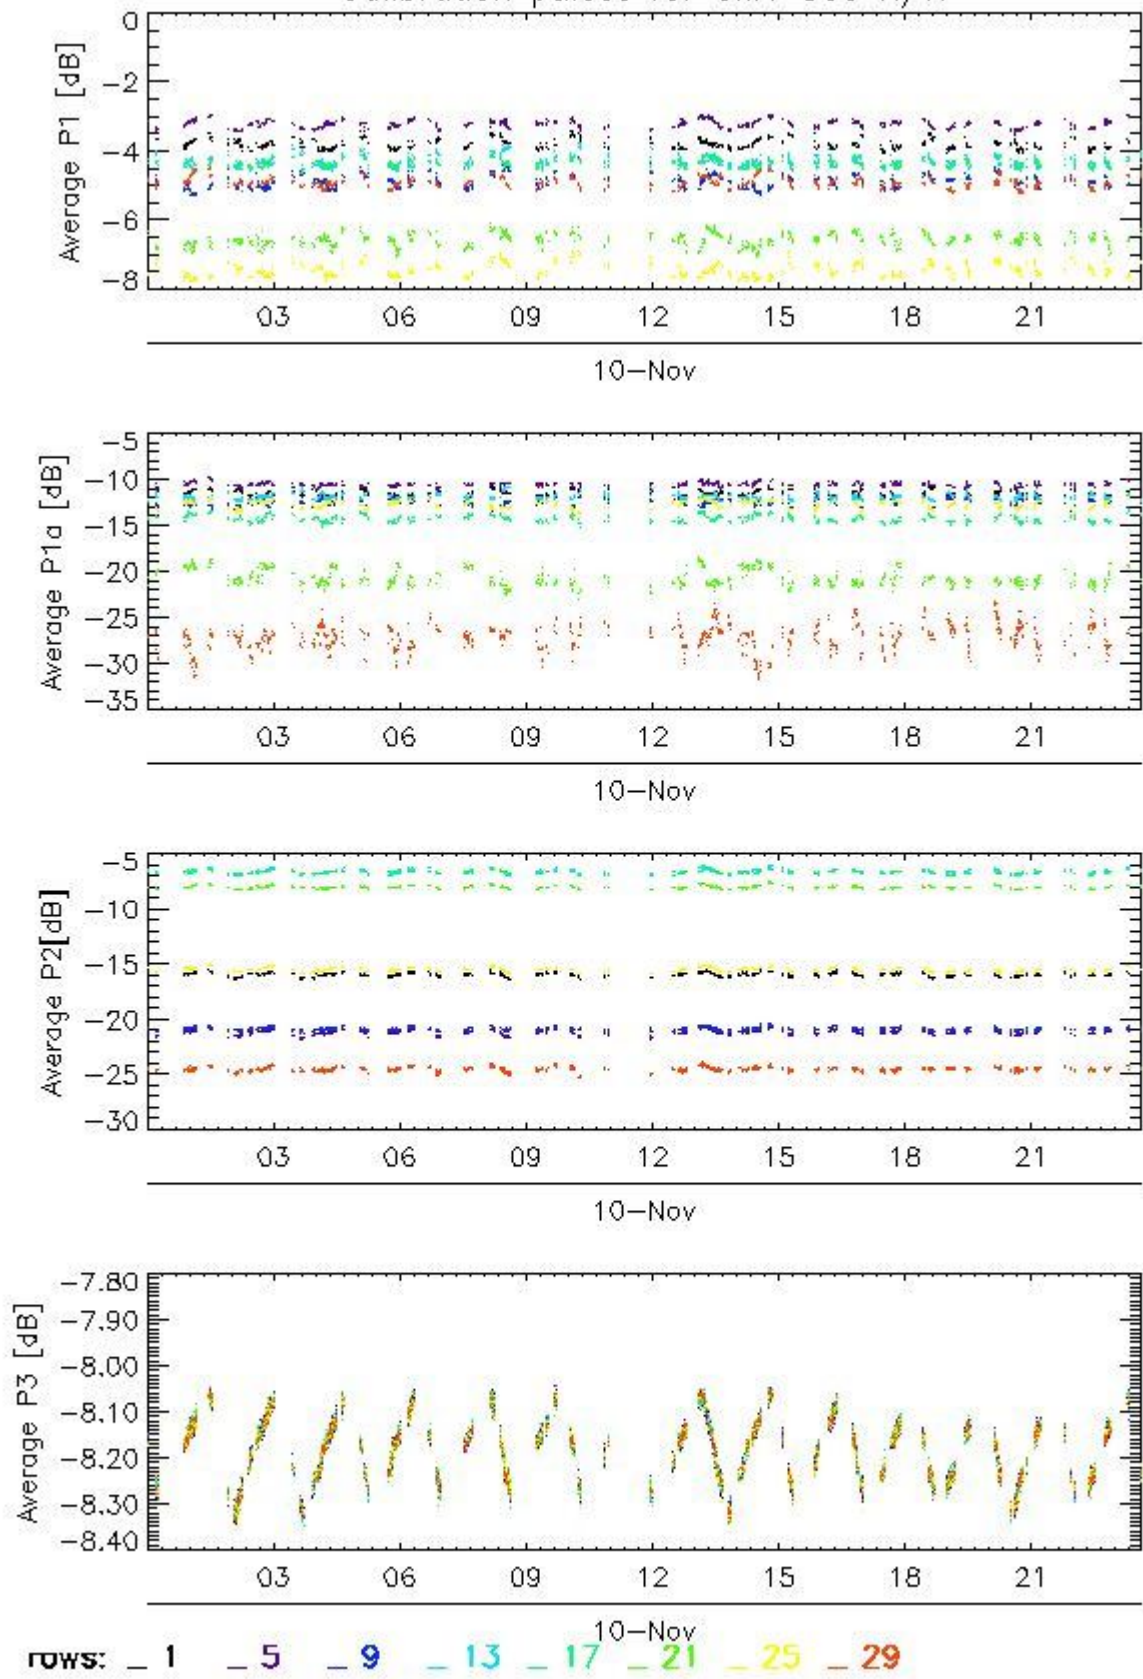 0
−2
−4
−6
−8
Average P1 [dB]
03 06 09 12 15 18 21
10−Nov
−5
−10
−15
−20
−25
−30
−35
Average P1a [dB]
03 06 09 12 15 18 21
10−Nov
−5
−10
−15
−20
−25
−30
Average P2[dB]
03 06 09 12 15 18 21
10−Nov
−7.80
−7.90
−8.00
−8.10
−8.20
−8.30
−8.40
Average P3 [dB]
03 06 09 12 15 18 21
10−Nov
rows: _ 1 _ 5 _ 9 _ 13 _ 17 _ 21 _ 25 _ 29